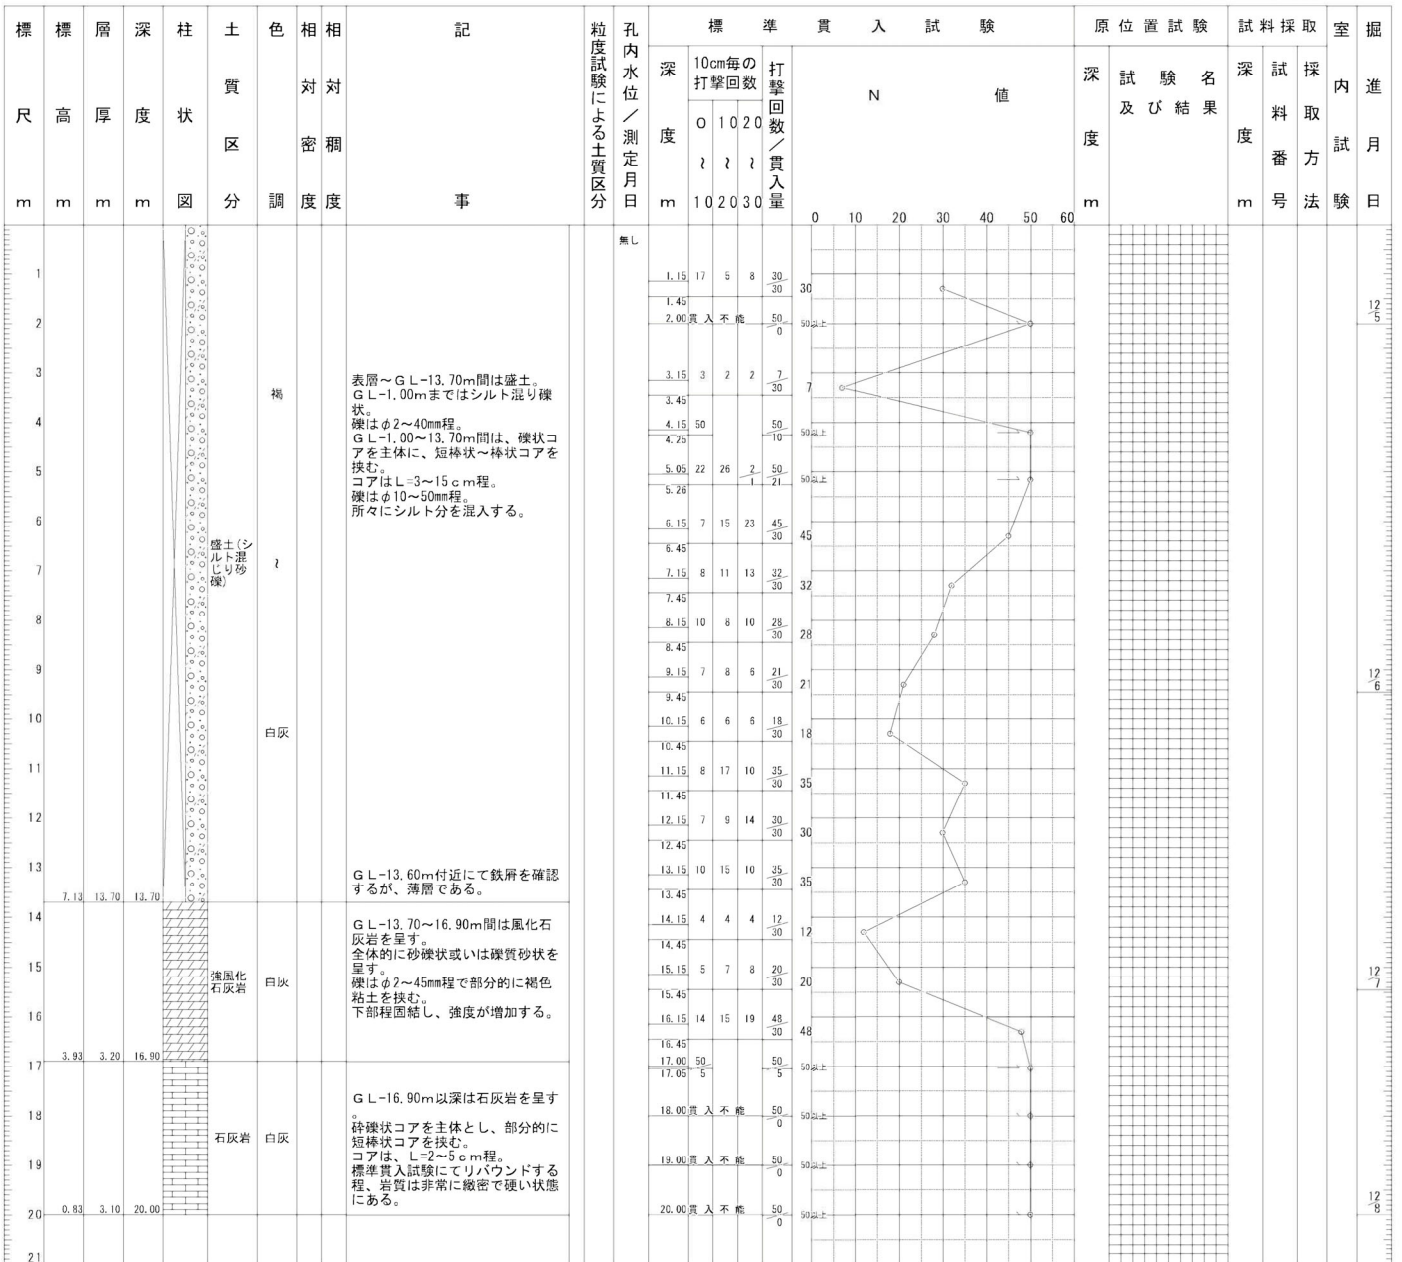 標尺 m
標高 m
層厚 m
深度 m
柱状図
土質区分
色調
相対密度
相対稠度
記事
粒度試験による土質区分
孔内水位／測定月日
標準貫入試験
深度 m
10cm毎の
打撃回数
0 10 20
～ ～ ～
10 20 30
打撃回数／貫入量
N 値
0 10 20 30 40 50 60
原位置試験
深度 m
試験名
及び結果
試料採取
深度 m
試料番号
採取方法
室内試験
掘進月日
無し
1
2
3
4
5
6
7
8
9
10
11
12
13
14
15
16
17
18
19
20
21
7.13 13.70 13.70
3.93 3.20 16.90
0.83 3.10 20.00
盛土(シ
ルト混
じり砂
礫)
褐
～
白灰
強風化
石灰岩
白灰
石灰岩
白灰
表層～GL-13.70m間は盛土。
GL-1.00mまではシルト混り礫
状。
礫はφ2～40mm程。
GL-1.00～13.70m間は、礫状コ
アを主体に、短棒状～棒状コアを
挟む。
コアはL=3～15cm程。
礫はφ10～50mm程。
所々にシルト分を混入する。
GL-13.60m付近にて鉄屑を確認
するが、薄層である。
GL-13.70～16.90m間は風化石
灰岩を呈す。
全体的に砂礫状或いは礫質砂状を
呈す。
礫はφ2～45mm程で部分的に褐色
粘土を挟む。
下部程固結し、強度が増加する。
GL-16.90m以深は石灰岩を呈す
。
砕礫状コアを主体とし、部分的に
短棒状コアを挟む。
コアは、L=2～5cm程。
標準貫入試験にてリバウンドする
程、岩質は非常に緻密で硬い状態
にある。
1.15 17 5 8 30/30 30
1.45
2.00 貫入不能 50/0 50以上
3.15 3 2 2 7/30 7
3.45
4.15 50 50/10 50以上
4.25
5.05 22 26 2/1 50/21 50以上
5.26
6.15 7 15 23 45/30 45
6.45
7.15 8 11 13 32/30 32
7.45
8.15 10 8 10 28/30 28
8.45
9.15 7 8 6 21/30 21
9.45
10.15 6 6 6 18/30 18
10.45
11.15 8 17 10 35/30 35
11.45
12.15 7 9 14 30/30 30
12.45
13.15 10 15 10 35/30 35
13.45
14.15 4 4 4 12/30 12
14.45
15.15 5 7 8 20/30 20
15.45
16.15 14 15 19 48/30 48
16.45
17.00 50/5 50/5 50以上
17.05
18.00 貫入不能 50/0 50以上
19.00 貫入不能 50/0 50以上
20.00 貫入不能 50/0 50以上
12/5
12/6
12/7
12/8